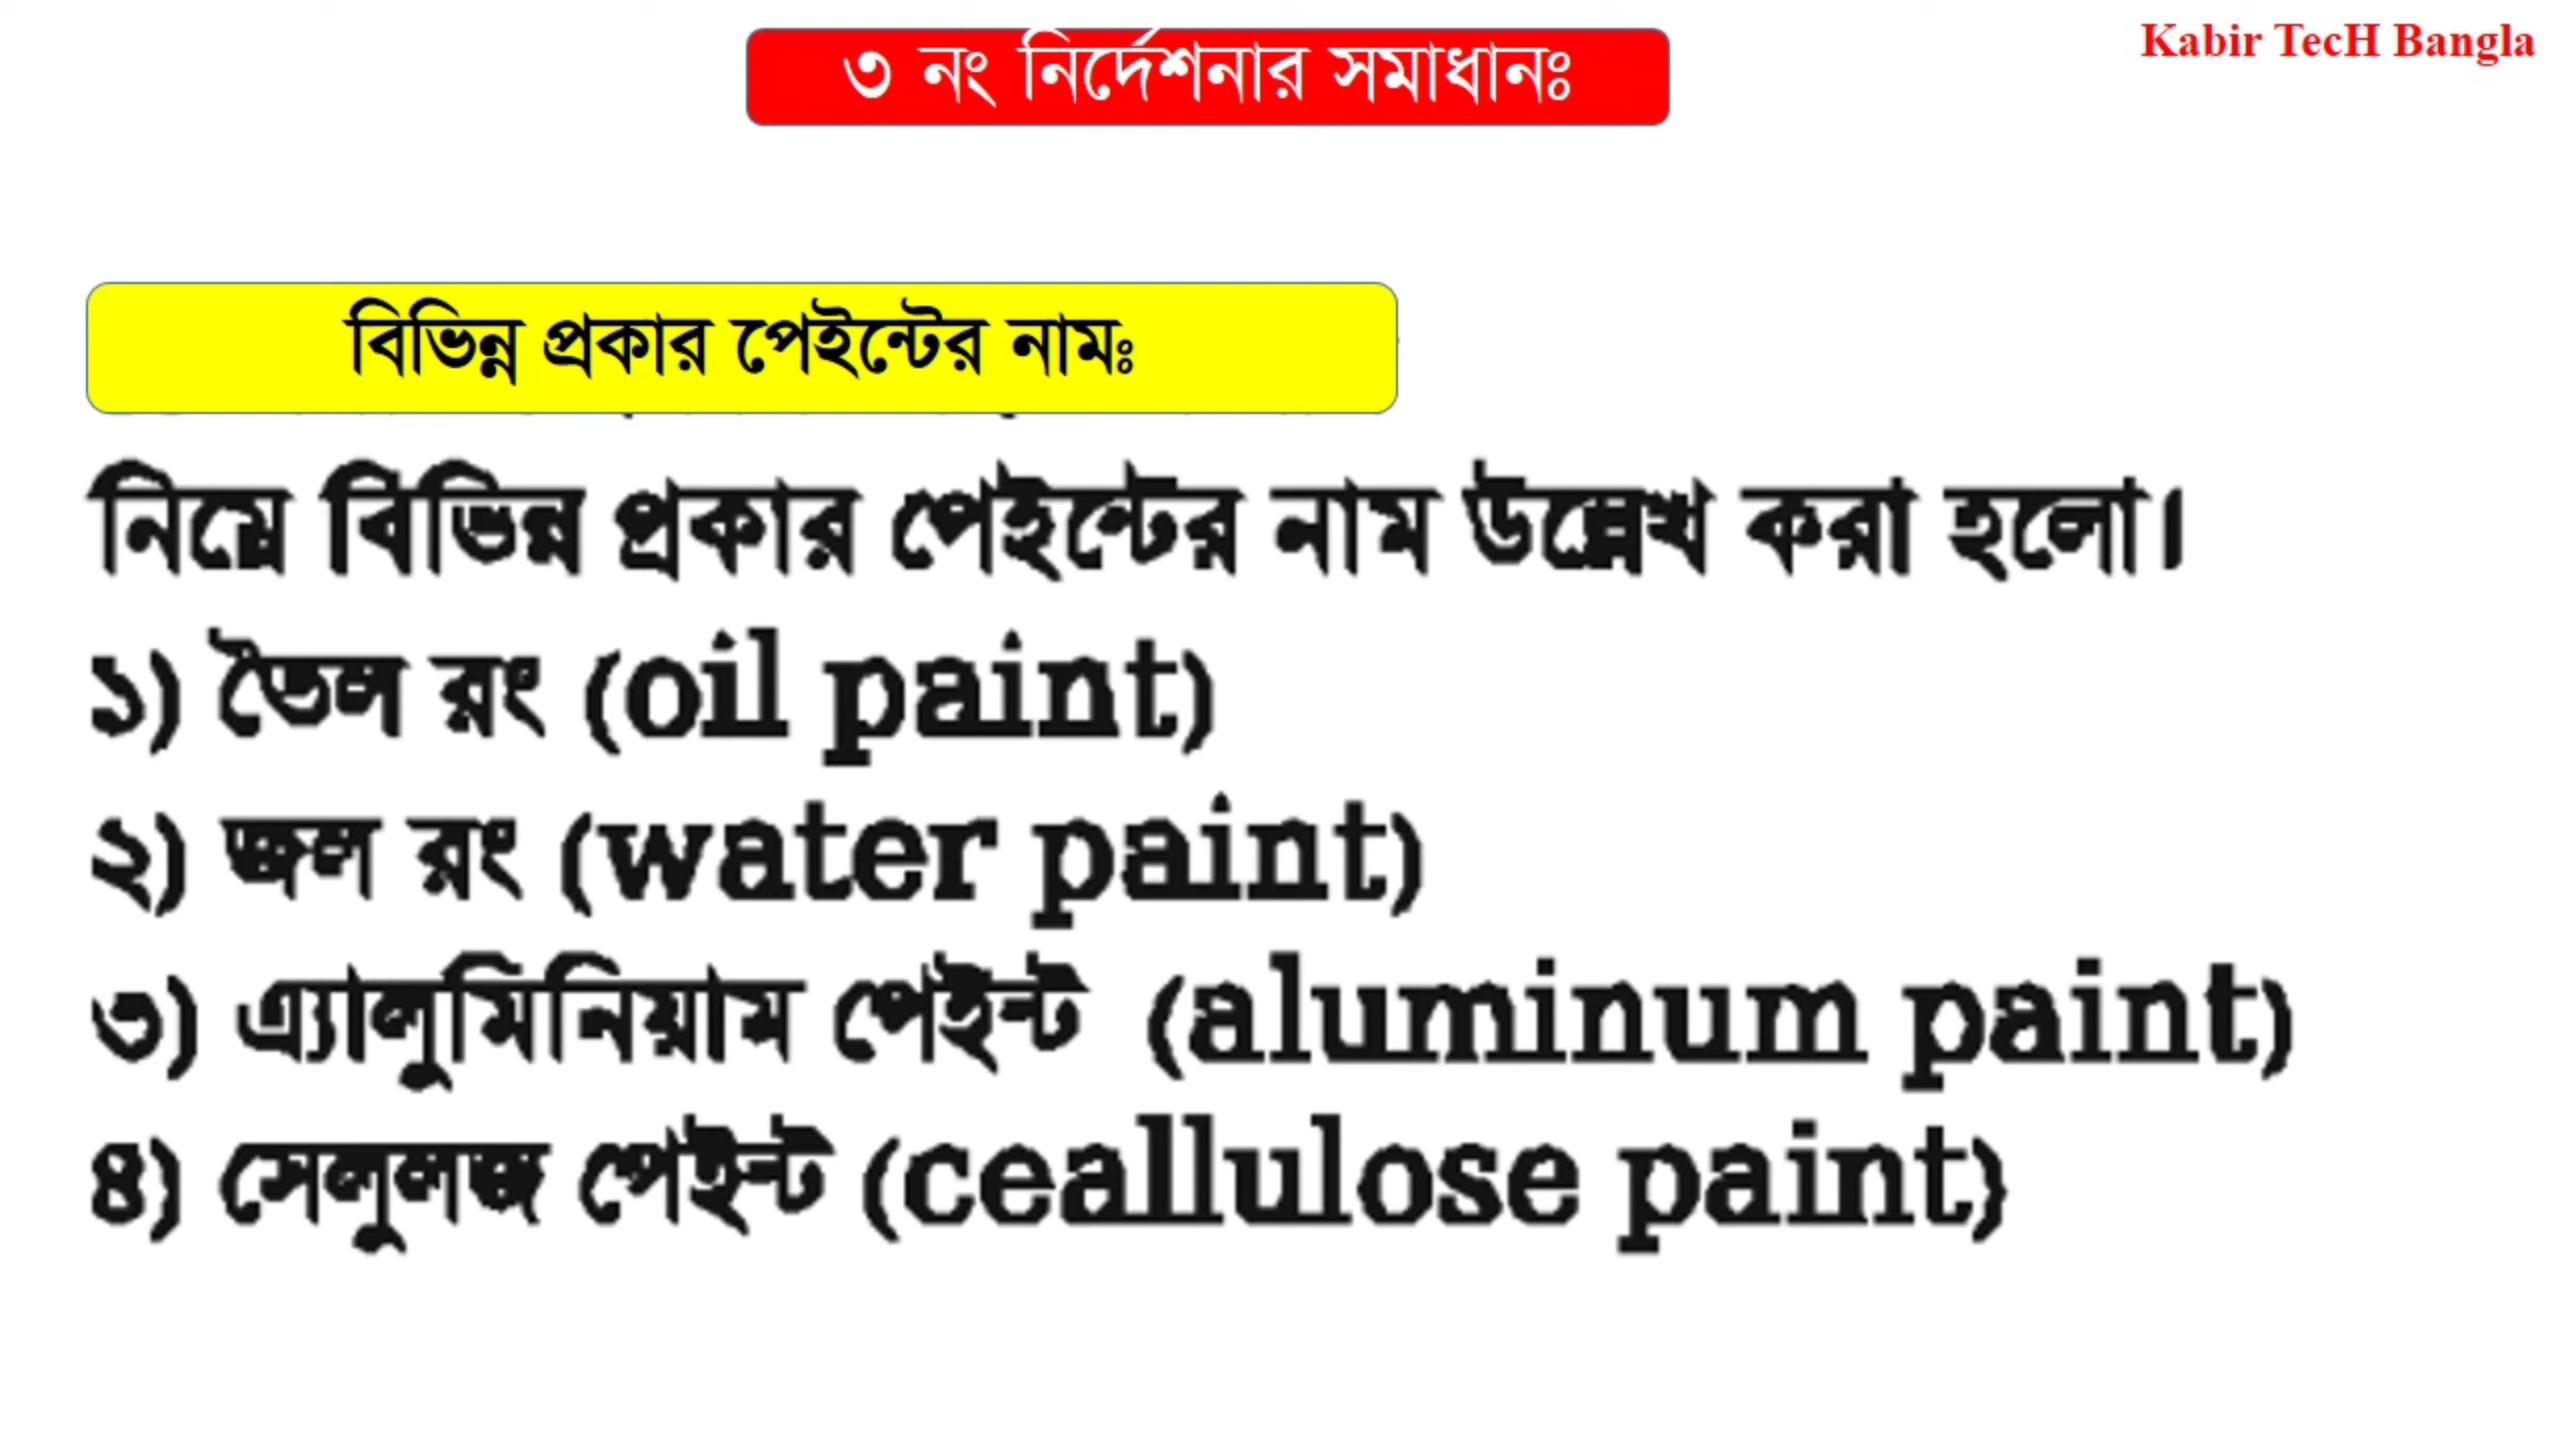 Kabir TecH Bangla
৩ নং নির্দেশনার সমাধানঃ
বিভিন্ন প্রকার পেইন্টের নামঃ
নিম্নে বিভিন্ন প্রকার পেইন্টের নাম উল্লেখ করা হলো।
১) তৈল রং (oil paint)
২) জল রং (water paint)
৩) এ্যালুমিনিয়াম পেইন্ট (aluminum paint)
৪) সেলুলজ পেইন্ট (ceallulose paint)